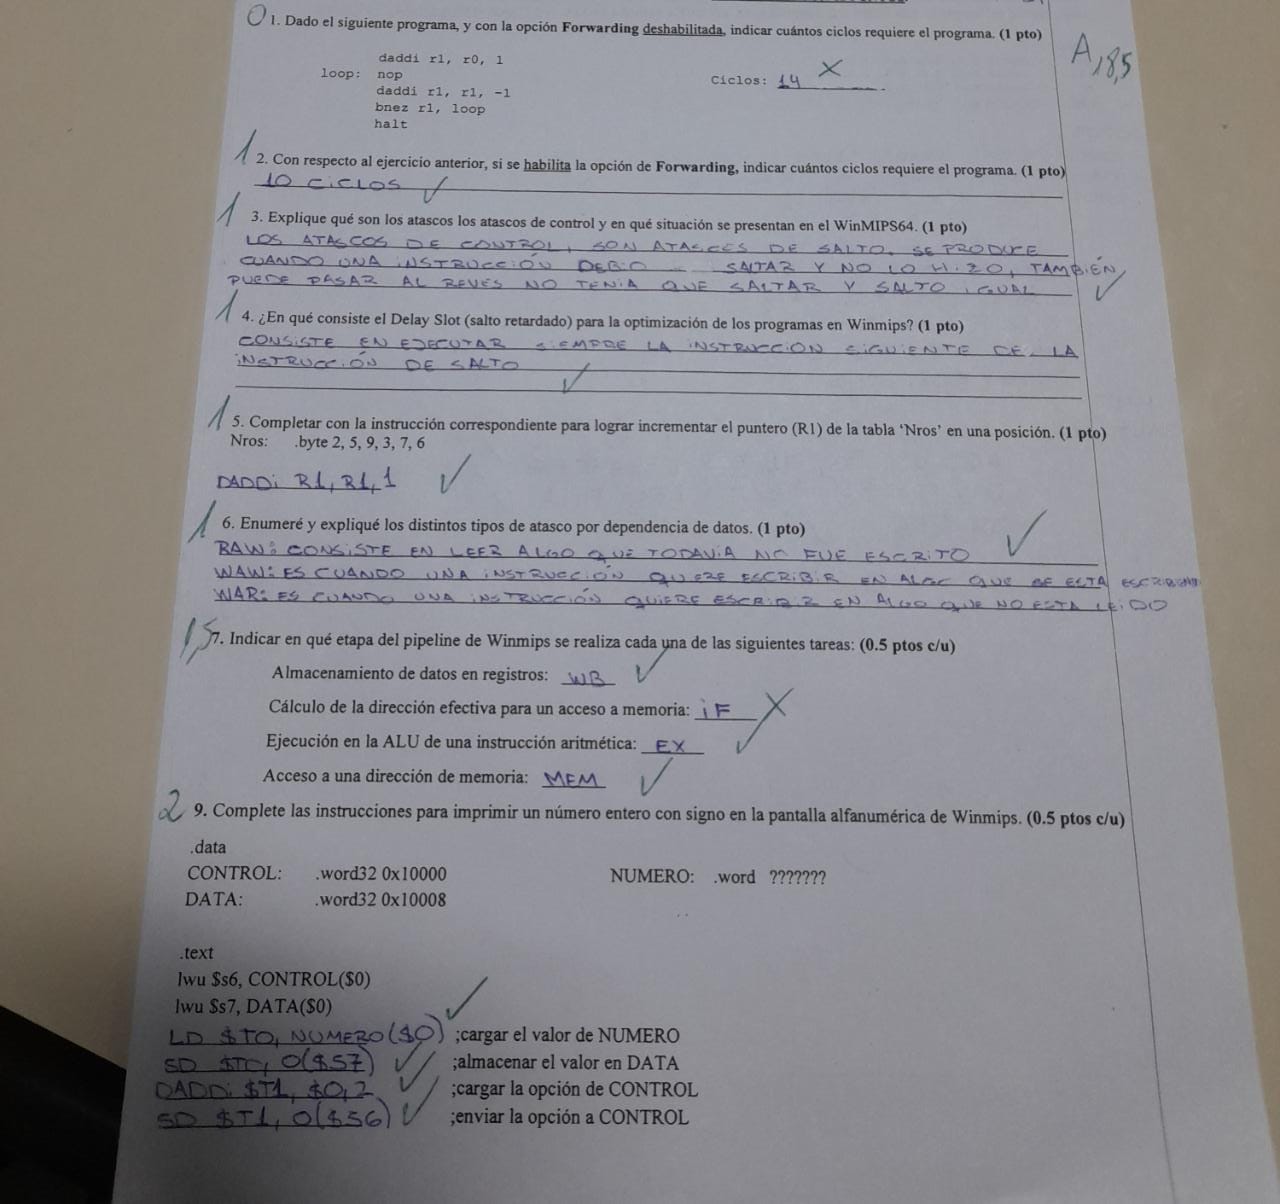 0 1. Dado el siguiente programa, y con la opción Forwarding deshabilitada, indicar cuántos ciclos requiere el programa. (1 pto)
A, 8,5
daddi r1, r0, 1
loop: nop
Ciclos: 14 X
daddi r1, r1, -1
bnez r1, loop
halt
1 2. Con respecto al ejercicio anterior, si se habilita la opción de Forwarding, indicar cuántos ciclos requiere el programa. (1 pto)
10 CICLOS
1 3. Explique qué son los atascos los atascos de control y en qué situación se presentan en el WinMIPS64. (1 pto)
LOS ATASCOS DE CONTROL, SON ATASCES DE SALTO. SE PRODUCE
CUANDO UNA INSTRUCCIÓN DEBIO SALTAR Y NO LO HIZO, TAMBIÉN
PUEDE PASAR AL REVES NO TENIA QUE SALTAR Y SALTO IGUAL
1 4. ¿En qué consiste el Delay Slot (salto retardado) para la optimización de los programas en Winmips? (1 pto)
CONSISTE EN EJECUTAR SIEMPRE LA INSTRUCCION SIGUIENTE DE LA
INSTRUCCIÓN DE SALTO
1 5. Completar con la instrucción correspondiente para lograr incrementar el puntero (R1) de la tabla ‘Nros’ en una posición. (1 pto)
Nros: .byte 2, 5, 9, 3, 7, 6
DADDi R1, R1, 1
1 6. Enumeré y expliqué los distintos tipos de atasco por dependencia de datos. (1 pto)
RAW: CONSISTE EN LEER ALGO QUE TODAVIA NO FUE ESCRITO
WAW: ES CUANDO UNA INSTRUCCIÓN QUIERE ESCRIBIR EN ALGO QUE SE ESTA ESCRIBIENDO
WAR: ES CUANDO UNA INSTRUCCIÓN QUIERE ESCRIBIR EN ALGO QUE NO ESTA LEIDO
1,5 7. Indicar en qué etapa del pipeline de Winmips se realiza cada una de las siguientes tareas: (0.5 ptos c/u)
Almacenamiento de datos en registros: WB
Cálculo de la dirección efectiva para un acceso a memoria: iF X
Ejecución en la ALU de una instrucción aritmética: EX
Acceso a una dirección de memoria: MEM
2 9. Complete las instrucciones para imprimir un número entero con signo en la pantalla alfanumérica de Winmips. (0.5 ptos c/u)
.data
CONTROL: .word32 0x10000 NUMERO: .word ???????
DATA: .word32 0x10008
.text
lwu $s6, CONTROL($0)
lwu $s7, DATA($0)
LD $T0, NUMERO($0) ;cargar el valor de NUMERO
SD $T0, 0($S7) ;almacenar el valor en DATA
DADDi $T1, $0, 2 ;cargar la opción de CONTROL
SD $T1, 0($S6) ;enviar la opción a CONTROL